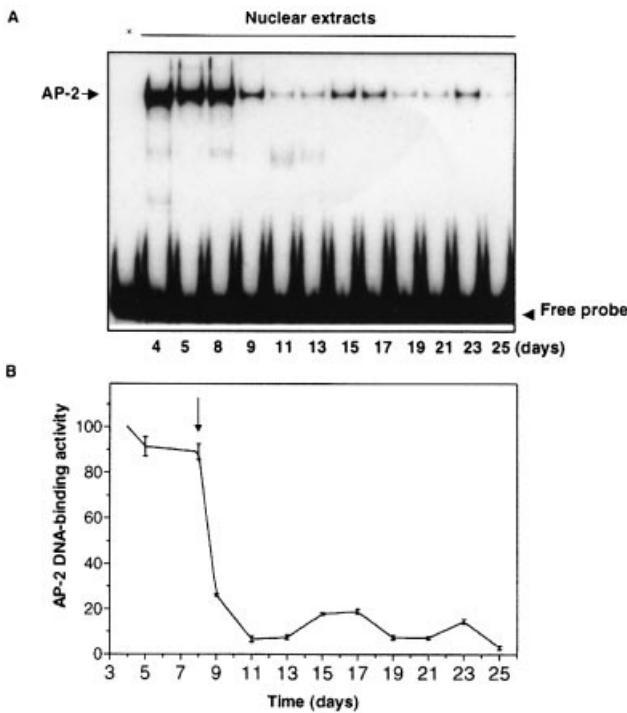 A
Nuclear extracts
*
AP-2
Free probe
4 5 8 9 11 13 15 17 19 21 23 25 (days)
B
AP-2 DNA-binding activity
100
80
60
40
20
0
3 5 7 9 11 13 15 17 19 21 23 25
Time (days)